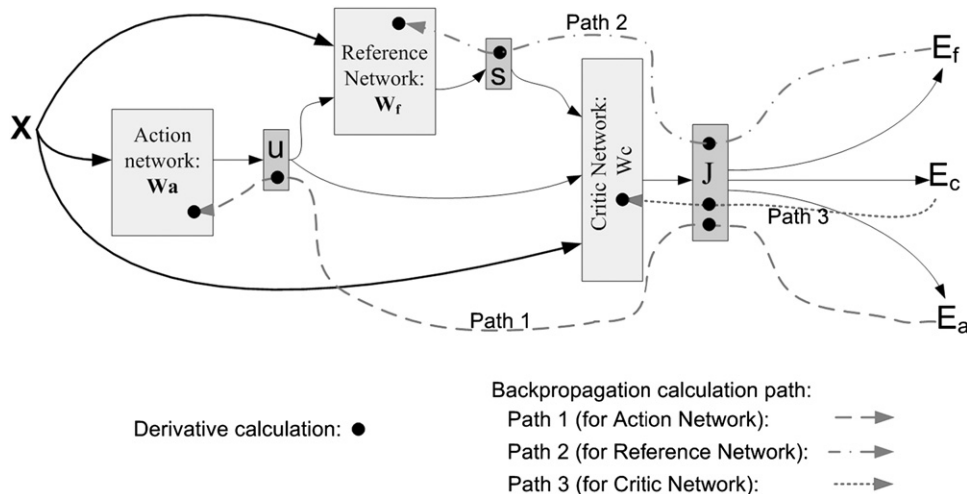 X
Action
network:
Wa
u
Reference
Network:
Wf
s
Path 2
Critic Network:
Wc
J
Path 3
Path 1
Ef
Ec
Ea
Derivative calculation:
Backpropagation calculation path:
Path 1 (for Action Network):
Path 2 (for Reference Network):
Path 3 (for Critic Network):